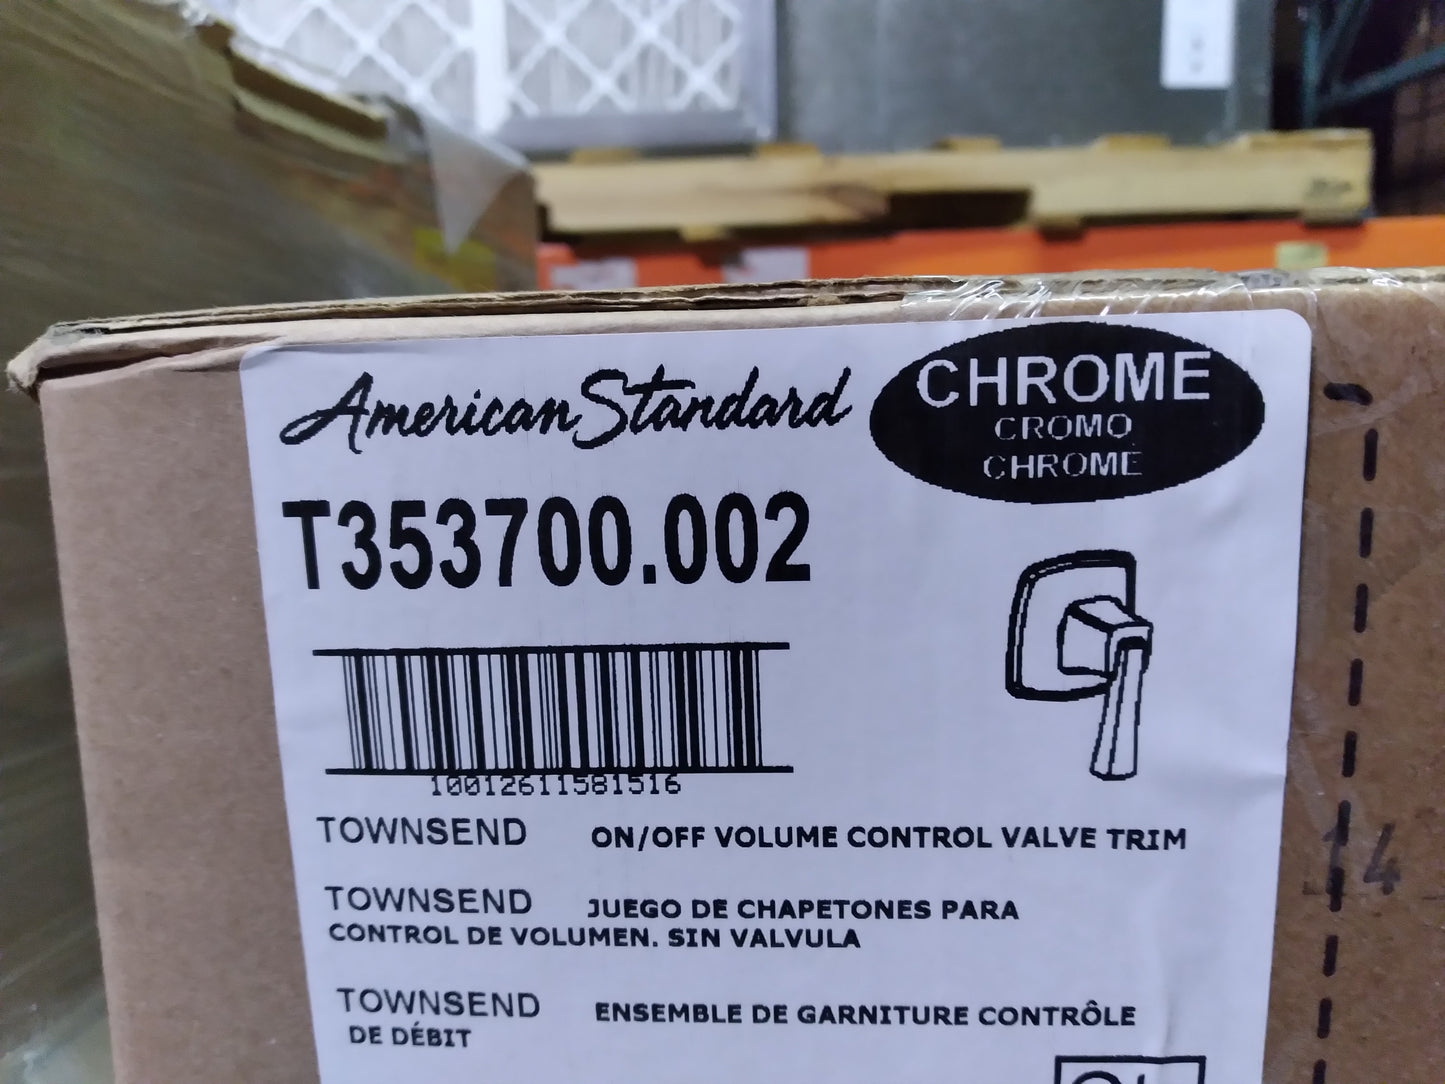 American Standard
CHROME
CROMO
CHROME
T353700.002
10012611581516
TOWNSEND ON/OFF VOLUME CONTROL VALVE TRIM
TOWNSEND JUEGO DE CHAPETONES PARA
CONTROL DE VOLUMEN. SIN VALVULA
TOWNSEND ENSEMBLE DE GARNITURE CONTRÔLE
DE DÉBIT
14